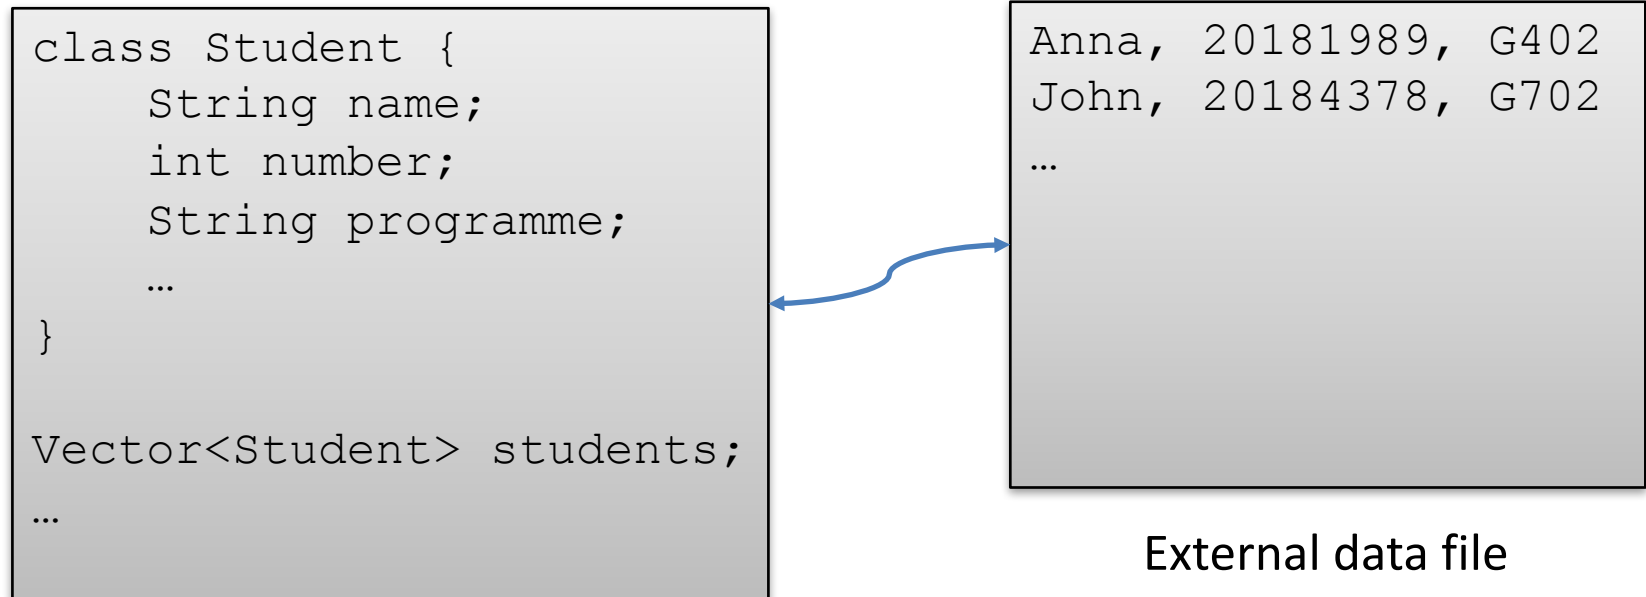 class Student {
    String name;
    int number;
    String programme;
    …
}
Vector<Student> students;
…
Anna, 20181989, G402
John, 20184378, G702
…
External data file